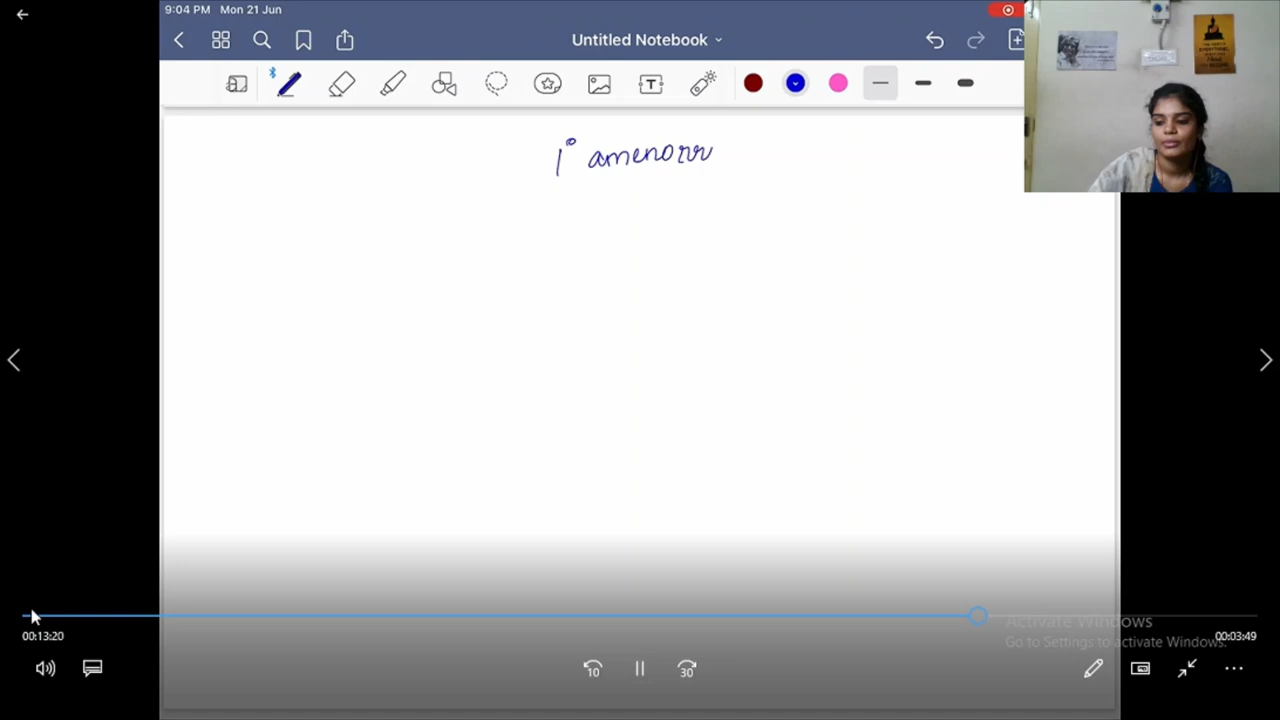 9:04 PM Mon 21 Jun
Untitled Notebook
1° amenorr
T
Activate Windows
Go to Settings to activate Windows.
00:13:20
00:03:49
10
30